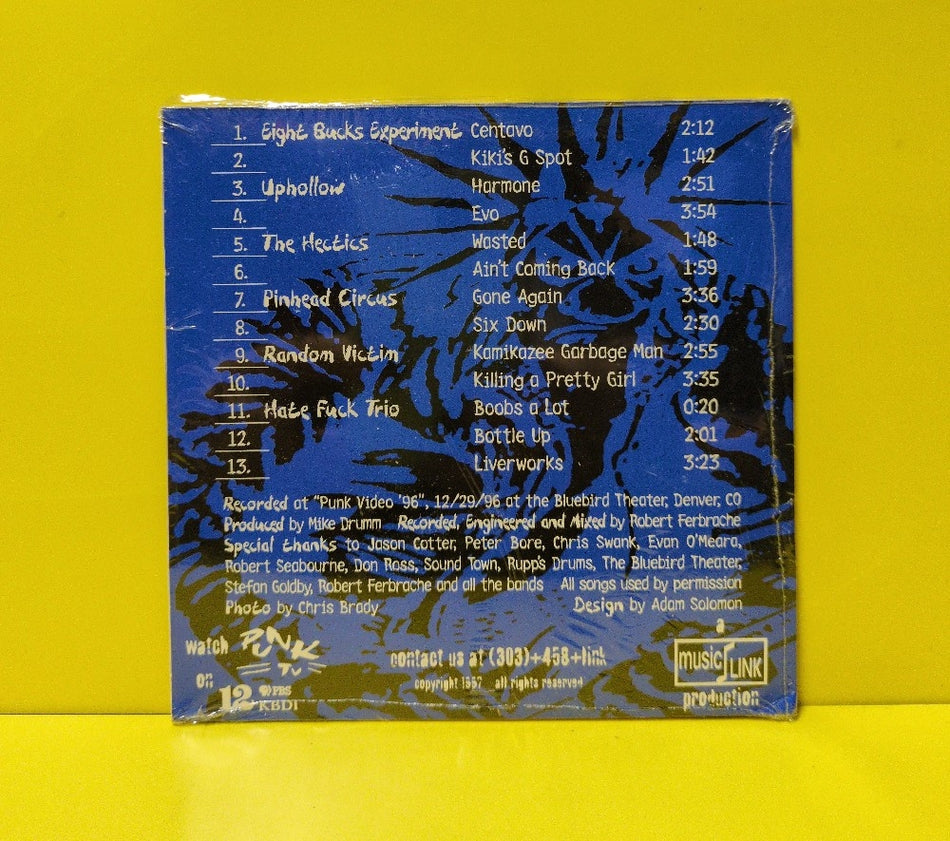 1. Eight Bucks Experiment Centavo 2:12
2. Kiki's G Spot 1:42
3. Uphollow Harmone 2:51
4. Evo 3:54
5. The Hectics Wasted 1:48
6. Ain't Coming Back 1:59
7. Pinhead Circus Gone Again 3:36
8. Six Down 2:30
9. Random Victim Kamikazee Garbage Man 2:55
10. Killing a Pretty Girl 3:35
11. Hate Fuck Trio Boobs a Lot 0:20
12. Bottle Up 2:01
13. Liverworks 3:23
Recorded at "Punk Video '96", 12/29/96 at the Bluebird Theater, Denver, CO
Produced by Mike Drumm Recorded, Engineered and Mixed by Robert Ferbrache
Special thanks to Jason Cotter, Peter Bore, Chris Swank, Evan O'Meara,
Robert Seabourne, Don Ross, Sound Town, Rupp's Drums, The Bluebird Theater,
Stefan Goldby, Robert Ferbrache and all the bands All songs used by permission
Photo by Chris Brady Design by Adam Solomon
watch PUNK TV
on 12 PBS KBDI
contact us at (303)+458+link
copyright 1997 all rights reserved
a
music LINK
production